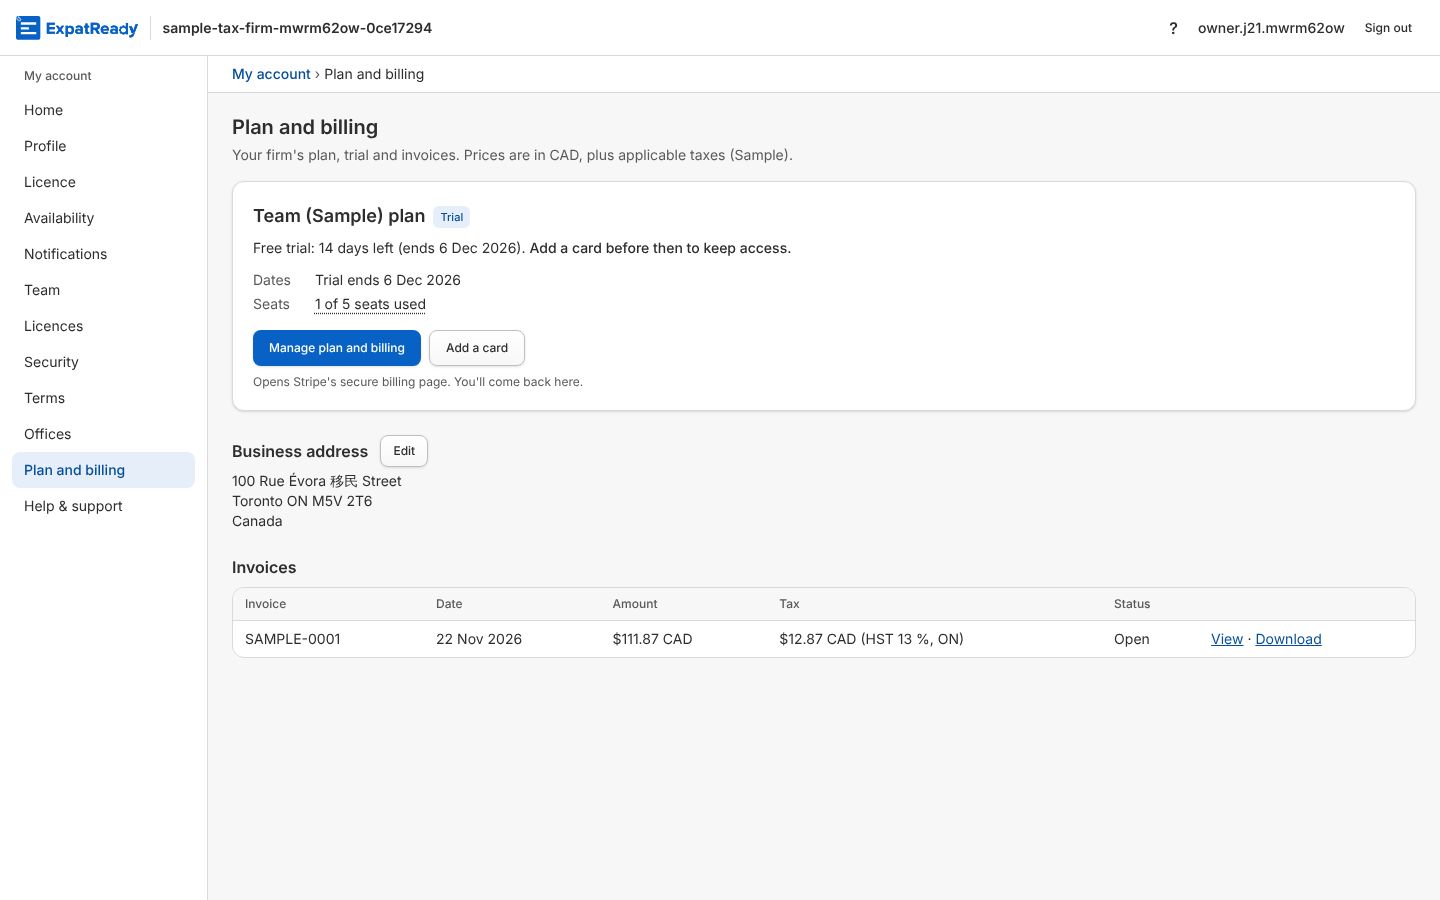 ExpatReady
sample-tax-firm-mwrm62ow-0ce17294
? owner.j21.mwrm62ow Sign out
My account
Home
Profile
Licence
Availability
Notifications
Team
Licences
Security
Terms
Offices
Plan and billing
Help & support
My account › Plan and billing
Plan and billing
Your firm's plan, trial and invoices. Prices are in CAD, plus applicable taxes (Sample).
Team (Sample) plan Trial
Free trial: 14 days left (ends 6 Dec 2026). Add a card before then to keep access.
Dates Trial ends 6 Dec 2026
Seats 1 of 5 seats used
Manage plan and billing Add a card
Opens Stripe's secure billing page. You'll come back here.
Business address Edit
100 Rue Évora 移民 Street
Toronto ON M5V 2T6
Canada
Invoices
Invoice Date Amount Tax Status
SAMPLE-0001 22 Nov 2026 $111.87 CAD $12.87 CAD (HST 13 %, ON) Open View · Download